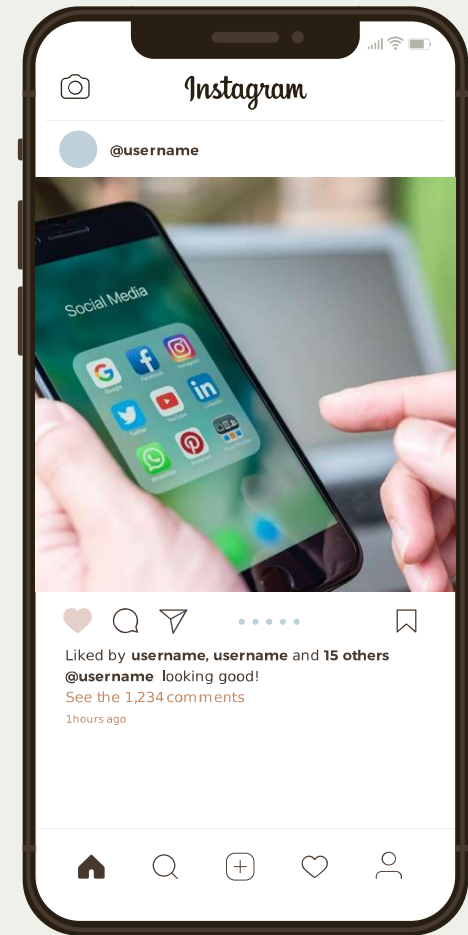 Instagram
@username
Social Media
Google
Facebook
Instagram
Twitter
YouTube
LinkedIn
WhatsApp
Pinterest
Liked by username, username and 15 others
@username looking good!
See the 1,234 comments
1hours ago